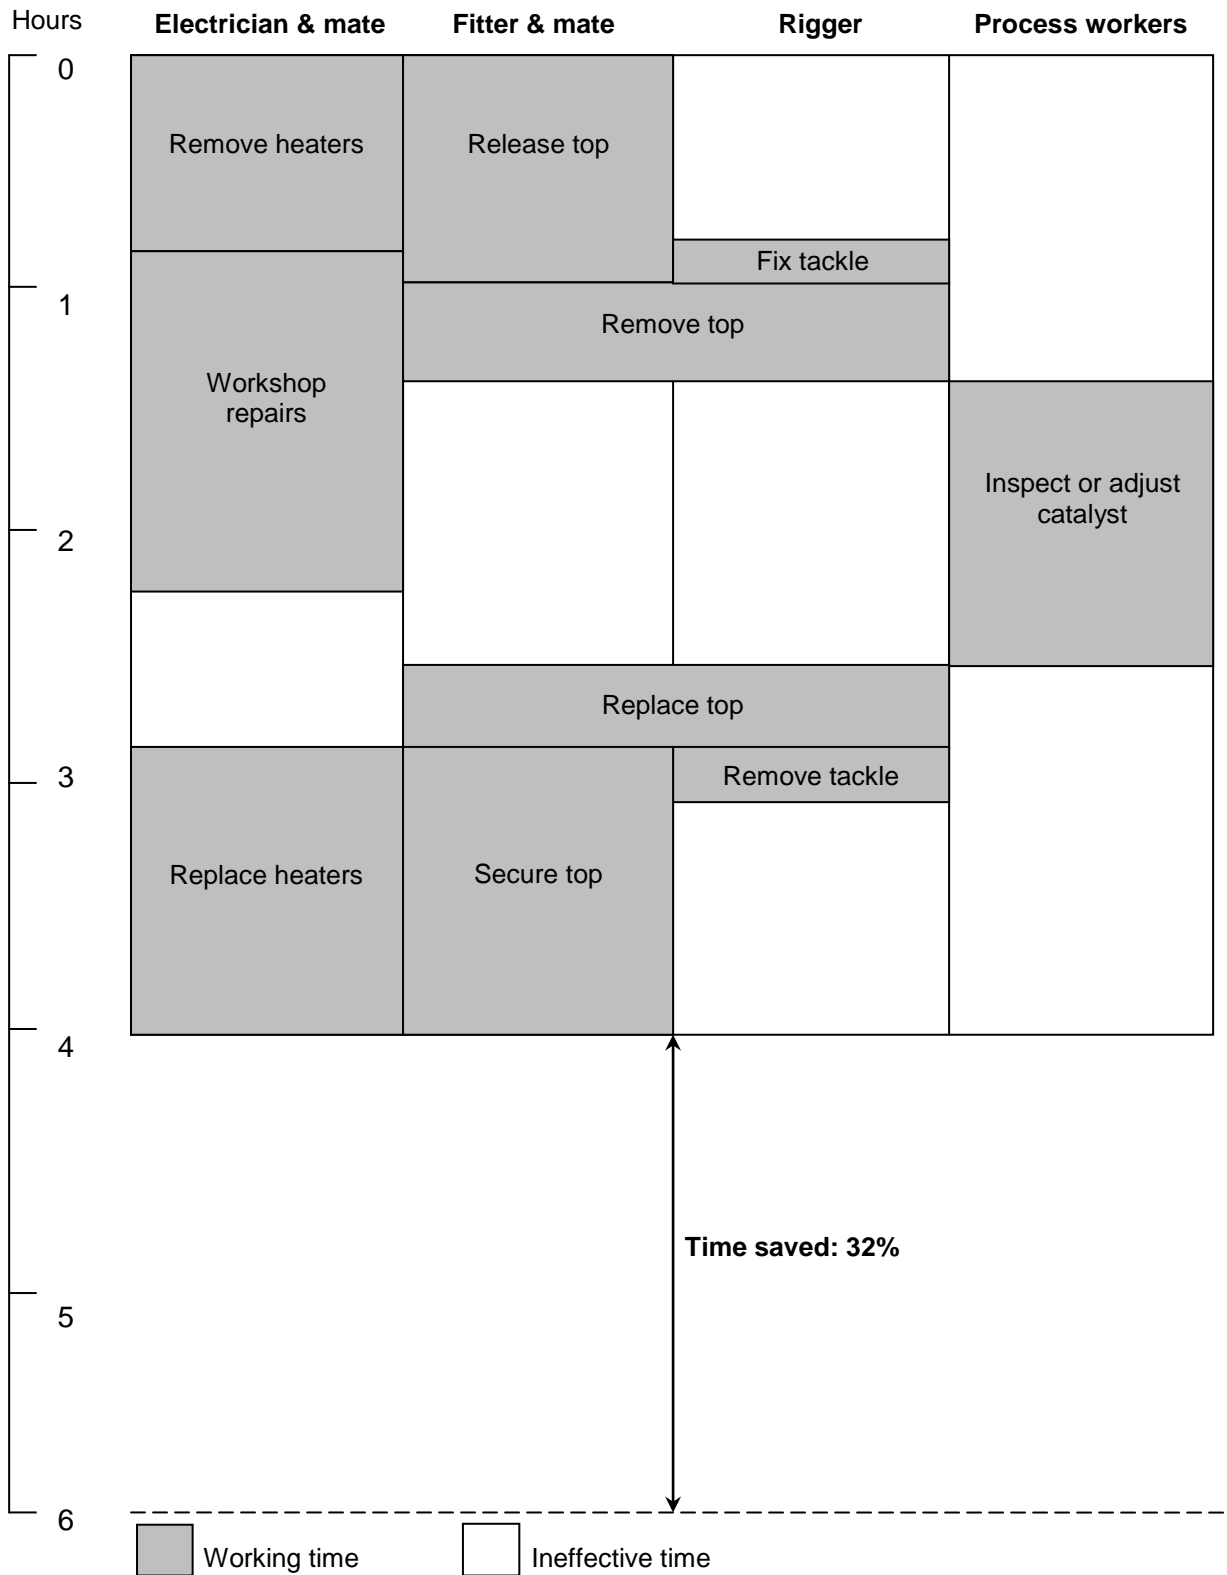 Hours
Electrician & mate
Fitter & mate
Rigger
Process workers
0
Remove heaters
Release top
Fix tackle
1
Remove top
Workshop
repairs
Inspect or adjust
catalyst
2
Replace top
3
Remove tackle
Replace heaters
Secure top
4
Time saved: 32%
5
6
Working time
Ineffective time